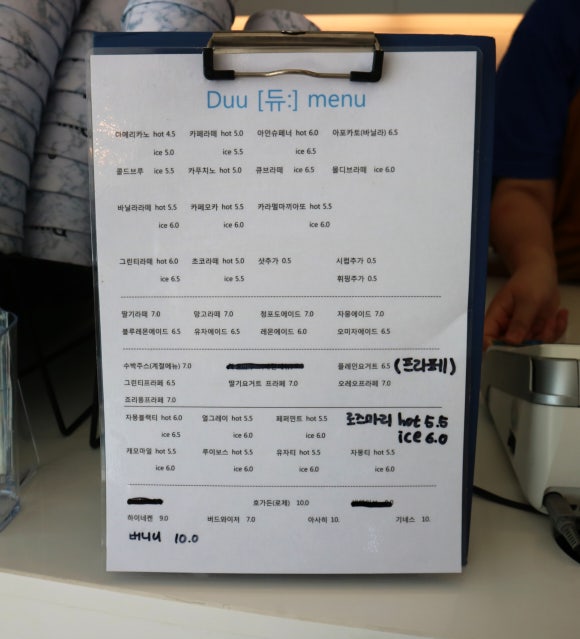 Duu [듀:] menu
아메리카노 hot 4.5 카페라떼 hot 5.0 아인슈페너 hot 6.0 아포카토(바닐라) 6.5
ice 5.0 ice 5.5 ice 6.5
콜드브루 ice 5.5 카푸치노 hot 5.0 큐브라떼 ice 6.5 몰디브라떼 ice 6.0
바닐라라떼 hot 5.5 카페모카 hot 5.5 카라멜마끼아또 hot 5.5
ice 6.0 ice 6.0 ice 6.0
그린티라떼 hot 6.0 초코라떼 hot 5.0 샷추가 0.5 시럽추가 0.5
ice 6.5 ice 5.5 휘핑추가 0.5
딸기라떼 7.0 망고라떼 7.0 청포도에이드 7.0 자몽에이드 7.0
블루레몬에이드 6.5 유자에이드 6.5 레몬에이드 6.0 오미자에이드 6.5
수박주스(계절메뉴) 7.0 플레인요거트 6.5 (프라페)
그린티프라페 6.5 딸기요거트 프라페 7.0 오레오프라페 7.0
죠리퐁프라페 7.0
자몽블랙티 hot 6.0 얼그레이 hot 5.5 페퍼민트 hot 5.5 로즈마리 hot 5.5
ice 6.5 ice 6.0 ice 6.0 ice 6.0
캐모마일 hot 5.5 루이보스 hot 5.5 유자티 hot 5.5 자몽티 hot 5.5
ice 6.0 ice 6.0 ice 6.0 ice 6.0
호가든(로제) 10.0
하이네켄 9.0 버드와이저 7.0 아사히 10. 기네스 10.
버니니 10.0